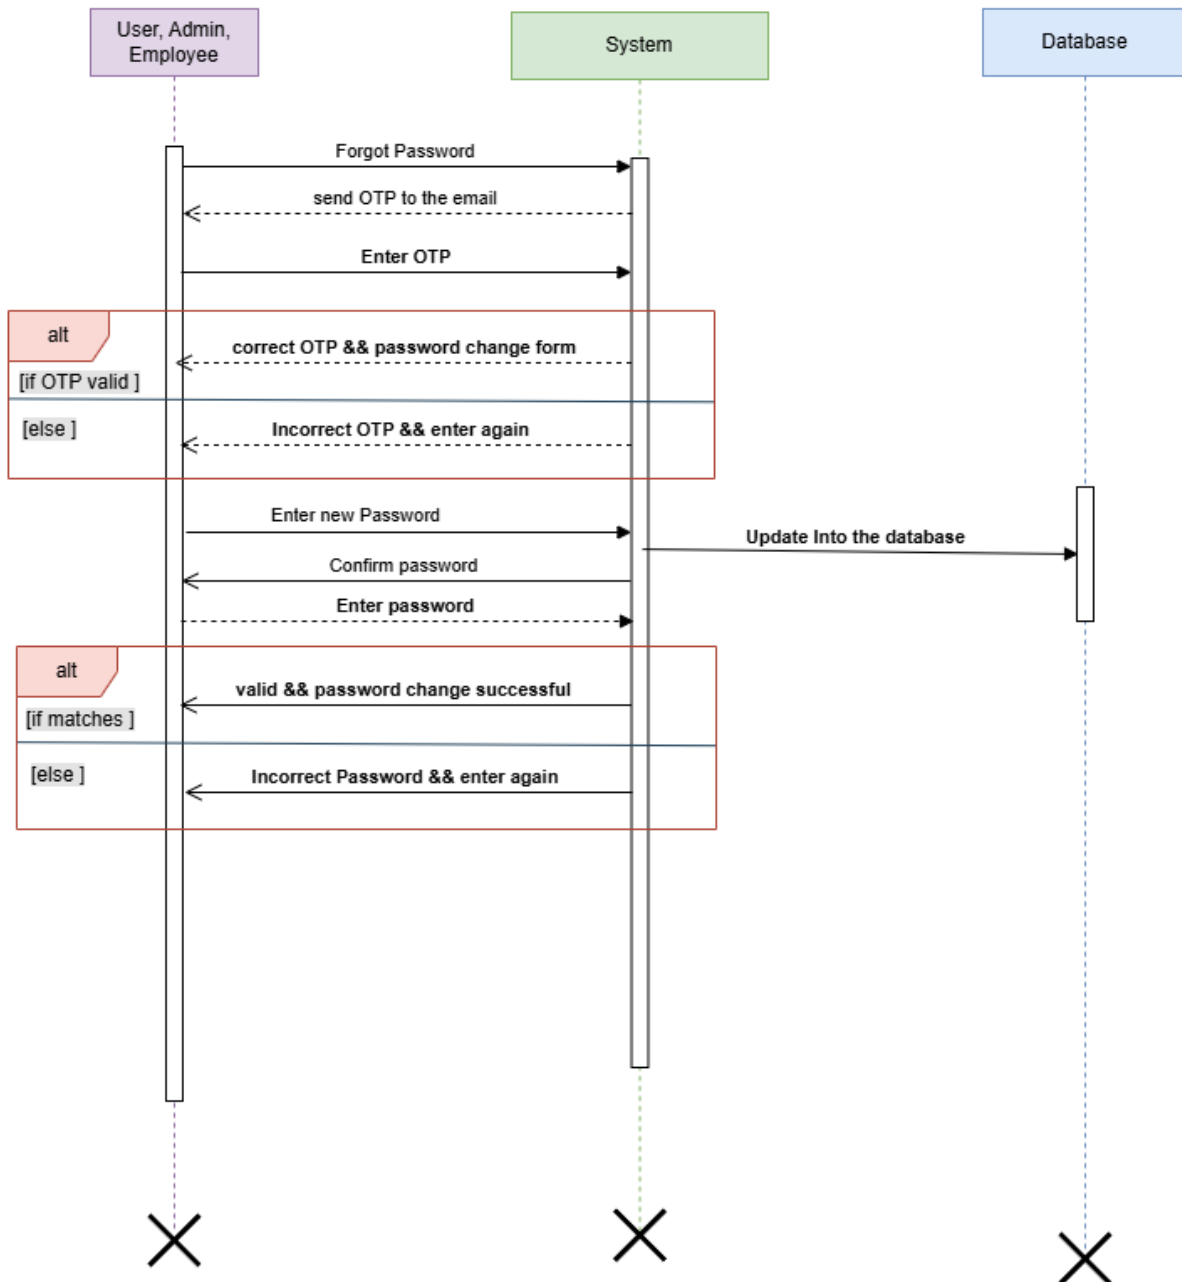 User, Admin,
Employee
System
Database
Forgot Password
send OTP to the email
Enter OTP
alt
correct OTP && password change form
[if OTP valid ]
[else ]
Incorrect OTP && enter again
Enter new Password
Update Into the database
Confirm password
Enter password
alt
valid && password change successful
[if matches ]
[else ]
Incorrect Password && enter again